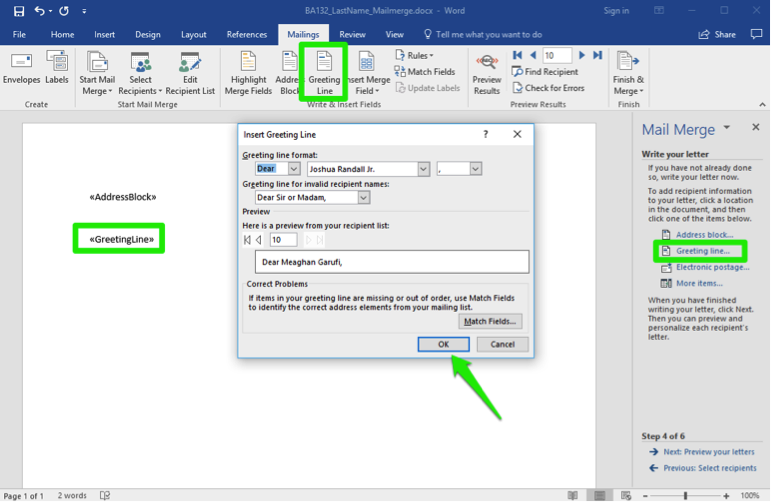 BA132_LastName_Mailmerge.docx - Word
Sign in
File Home Insert Design Layout References Mailings Review View Tell me what you want to do Share
Envelopes Labels
Create
Start Mail Merge Select Recipients Edit Recipient List
Start Mail Merge
Highlight Merge Fields Address Block Greeting Line Insert Merge Field
Rules
Match Fields
Update Labels
Write & Insert Fields
Preview Results
10
Find Recipient
Check for Errors
Preview Results
Finish & Merge
Finish
«AddressBlock»
«GreetingLine»
Insert Greeting Line ?
Greeting line format:
Dear Joshua Randall Jr. ,
Greeting line for invalid recipient names:
Dear Sir or Madam,
Preview
Here is a preview from your recipient list:
10
Dear Meaghan Garufi,
Correct Problems
If items in your greeting line are missing or out of order, use Match Fields
to identify the correct address elements from your mailing list.
Match Fields...
OK Cancel
Mail Merge
Write your letter
If you have not already done
so, write your letter now.
To add recipient information
to your letter, click a location
in the document, and then
click one of the items below.
Address block...
Greeting line...
Electronic postage...
More items...
When you have finished
writing your letter, click Next.
Then you can preview and
personalize each recipient's
letter.
Step 4 of 6
Next: Preview your letters
Previous: Select recipients
Page 1 of 1 2 words
100%